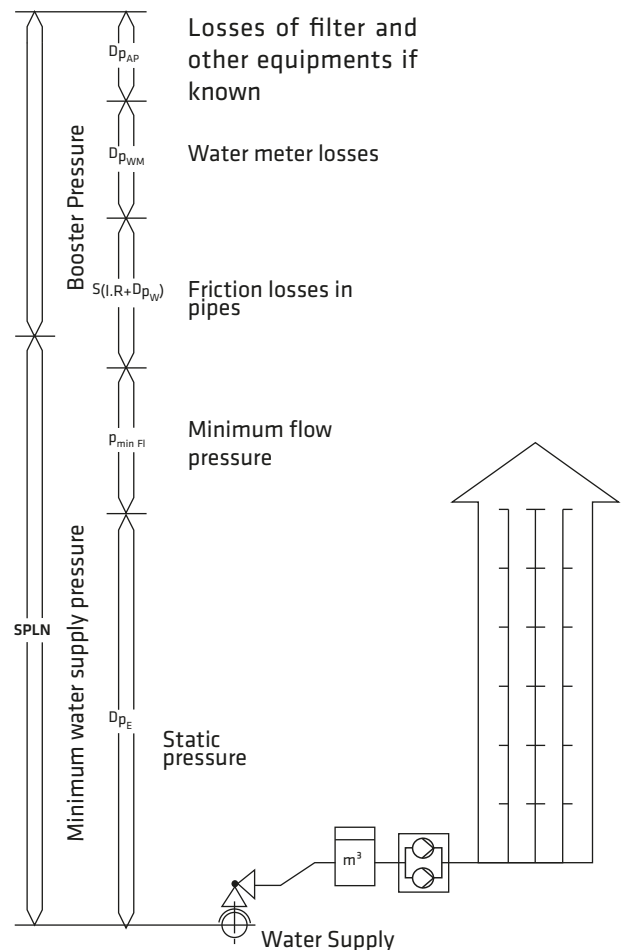 Dp_AP
Losses of filter and
other equipments if
known
Dp_WM
Water meter losses
Booster Pressure
S(I.R+Dp_W)
Friction losses in
pipes
p_min Fl
Minimum flow
pressure
SPLN
Minimum water supply pressure
Dp_E
Static
pressure
m³
Water Supply